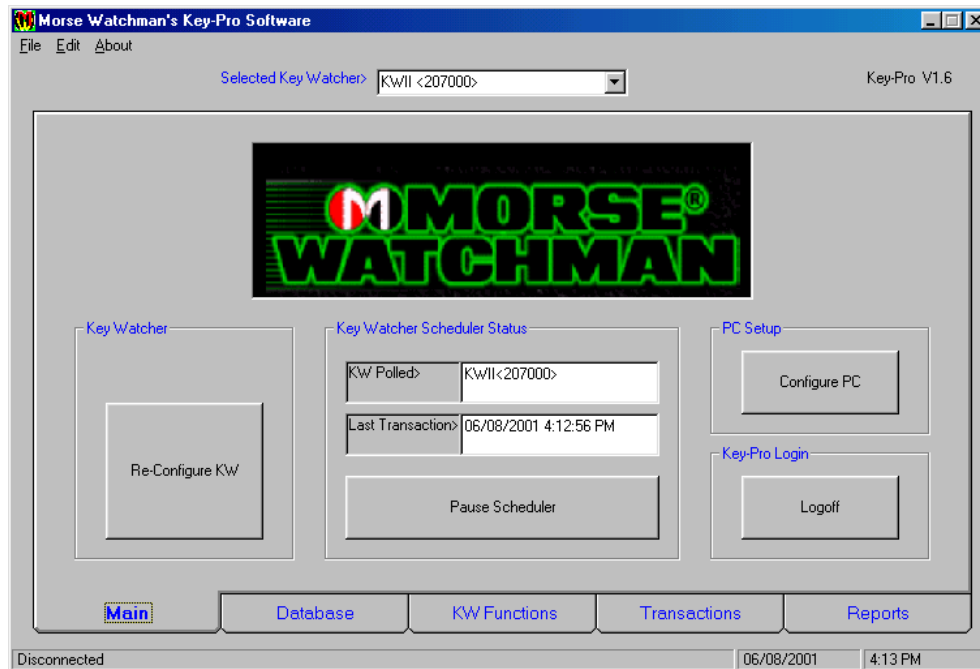 Morse Watchman's Key-Pro Software
File Edit About
Selected Key Watcher> KWII <207000> Key-Pro V1.6
MORSE®
WATCHMAN
Key Watcher
Re-Configure KW
Key Watcher Scheduler Status
KW Polled> KWII<207000>
Last Transaction> 06/08/2001 4:12:56 PM
Pause Scheduler
PC Setup
Configure PC
Key-Pro Login
Logoff
Main Database KW Functions Transactions Reports
Disconnected 06/08/2001 4:13 PM